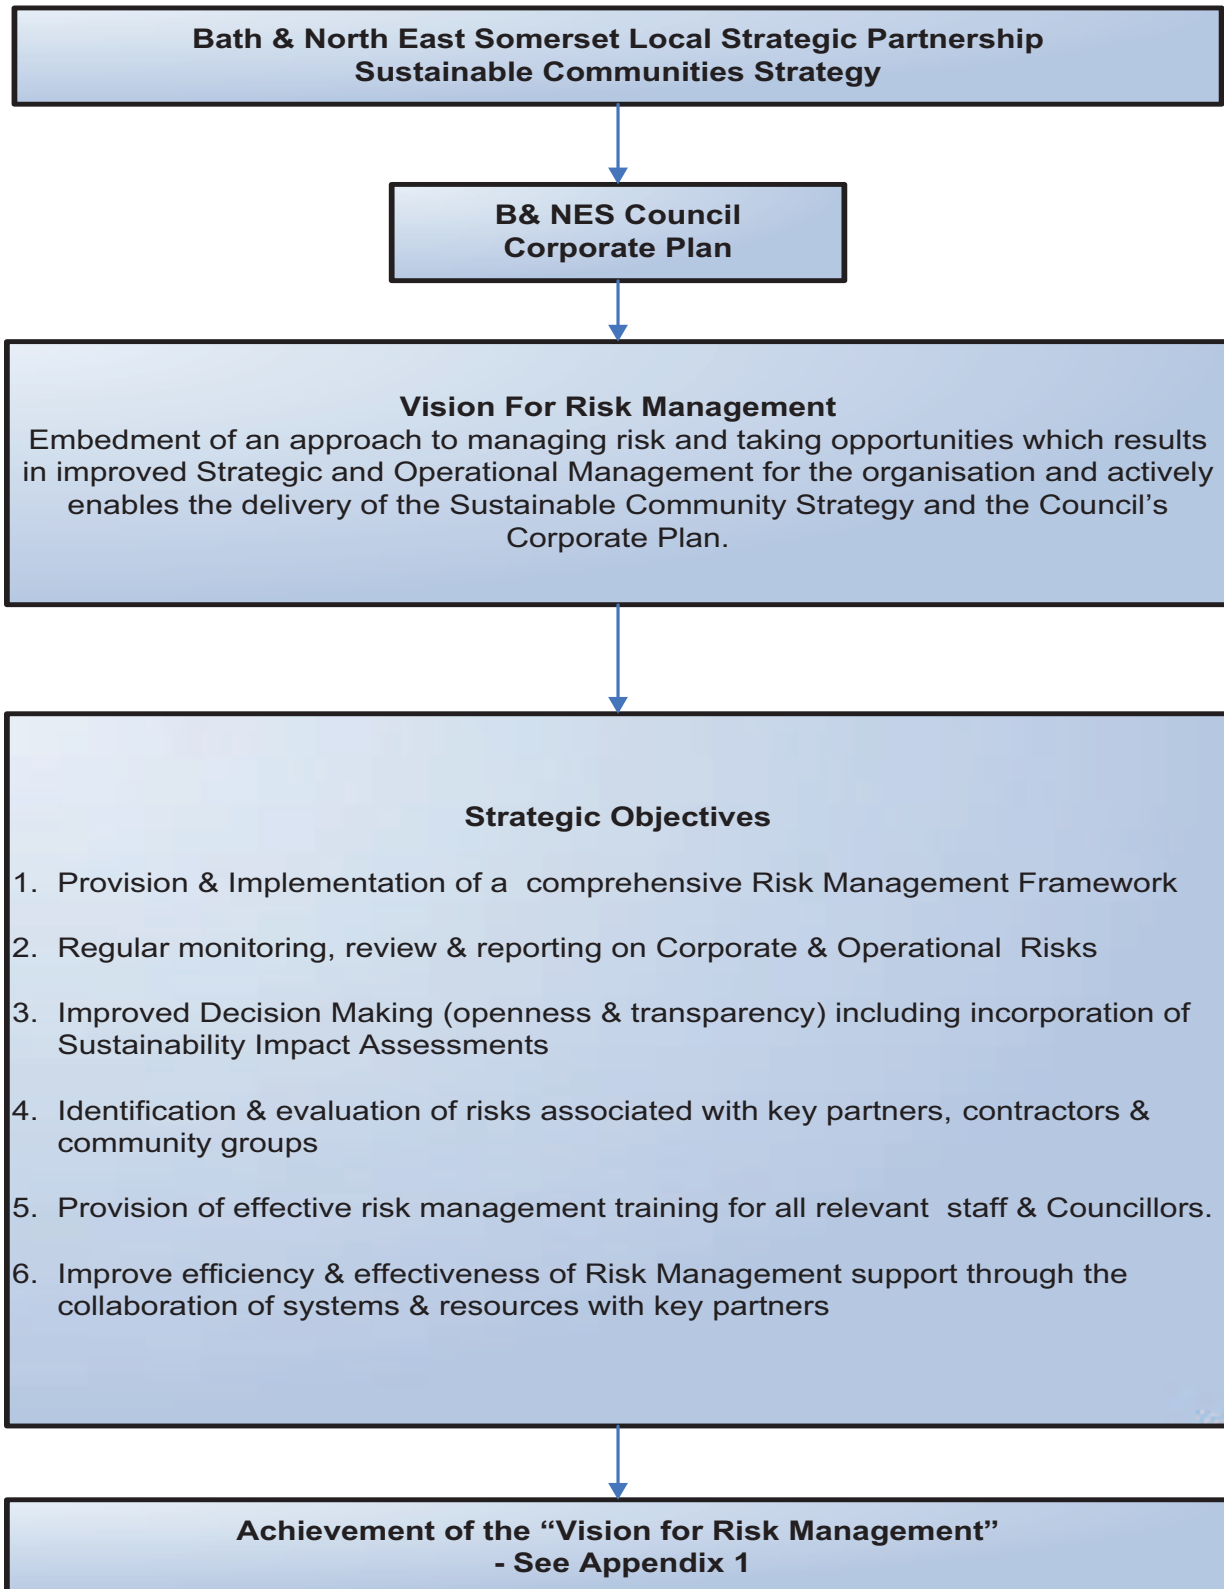 Bath & North East Somerset Local Strategic Partnership
Sustainable Communities Strategy
B& NES Council
Corporate Plan
Vision For Risk Management
Embedment of an approach to managing risk and taking opportunities which results
in improved Strategic and Operational Management for the organisation and actively
enables the delivery of the Sustainable Community Strategy and the Council’s
Corporate Plan.
Strategic Objectives
1. Provision & Implementation of a comprehensive Risk Management Framework
2. Regular monitoring, review & reporting on Corporate & Operational Risks
3. Improved Decision Making (openness & transparency) including incorporation of
Sustainability Impact Assessments
4. Identification & evaluation of risks associated with key partners, contractors &
community groups
5. Provision of effective risk management training for all relevant staff & Councillors.
6. Improve efficiency & effectiveness of Risk Management support through the
collaboration of systems & resources with key partners
Achievement of the “Vision for Risk Management”
- See Appendix 1